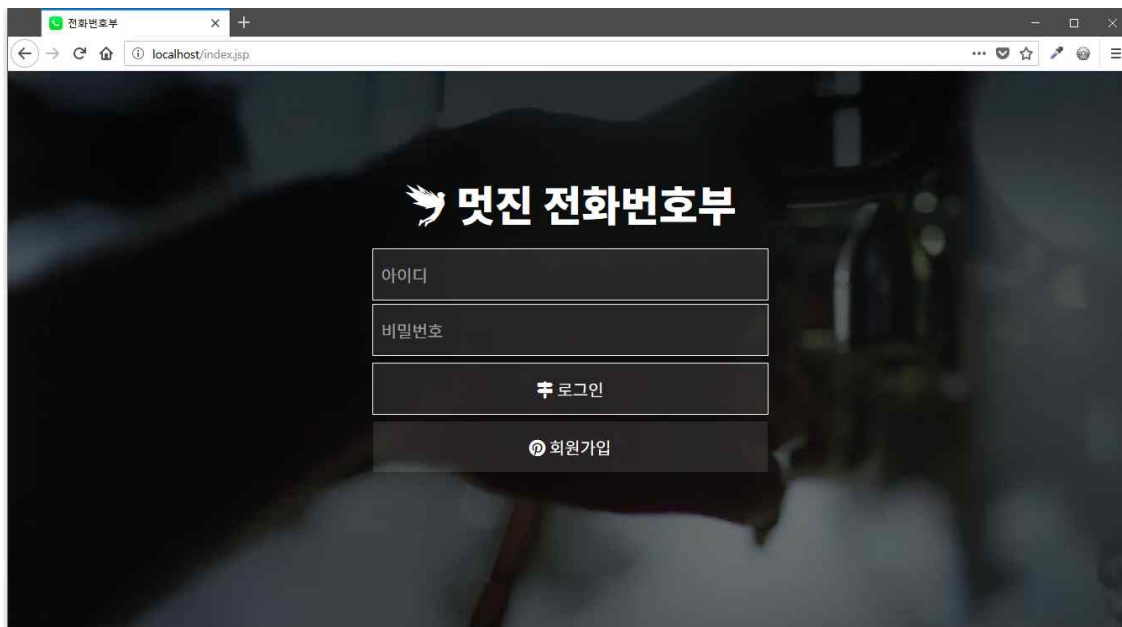 전화번호부
localhost/index.jsp
멋진 전화번호부
아이디
비밀번호
로그인
회원가입